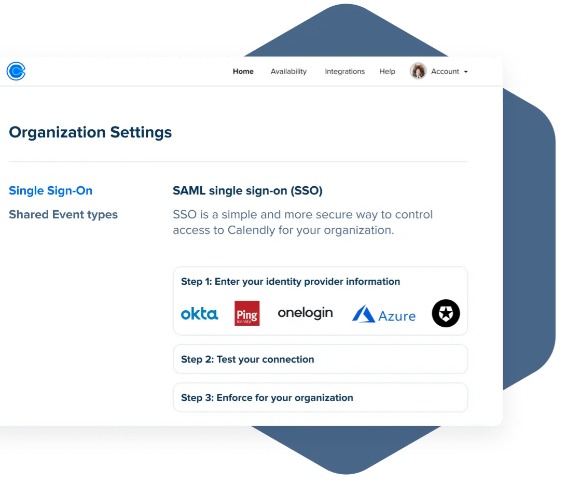 Home Availability Integrations Help Account
Organization Settings
Single Sign-On
Shared Event types
SAML single sign-on (SSO)
SSO is a simple and more secure way to control
access to Calendly for your organization.
Step 1: Enter your identity provider information
okta Ping onelogin Azure
Step 2: Test your connection
Step 3: Enforce for your organization